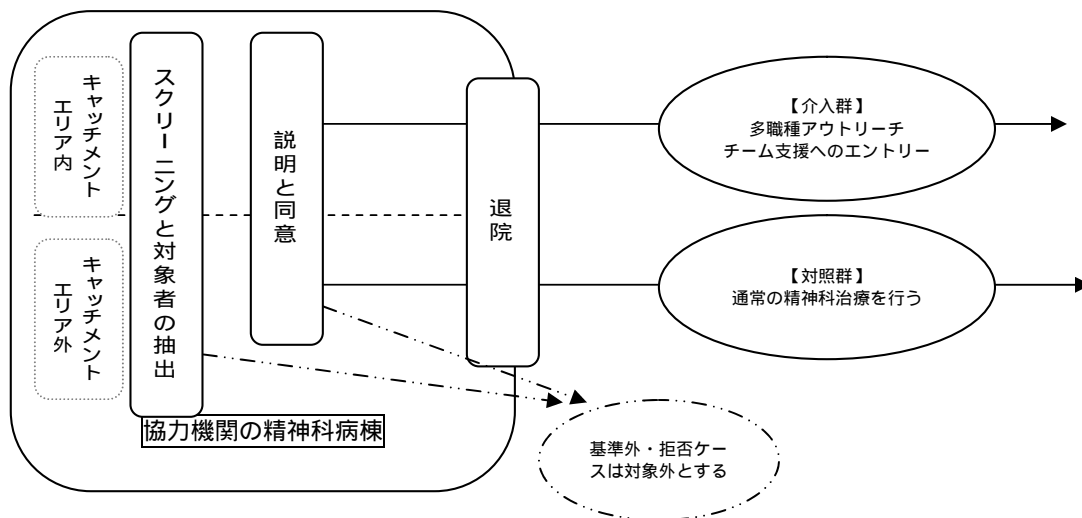 キャッチメント
エリア内
キャッチメント
エリア外
スクリーニングと対象者の抽出
説明と同意
退院
【介入群】
多職種アウトリーチ
チーム支援へのエントリー
【対照群】
通常の精神科治療を行う
協力機関の精神科病棟
基準外・拒否ケー
スは対象外とする